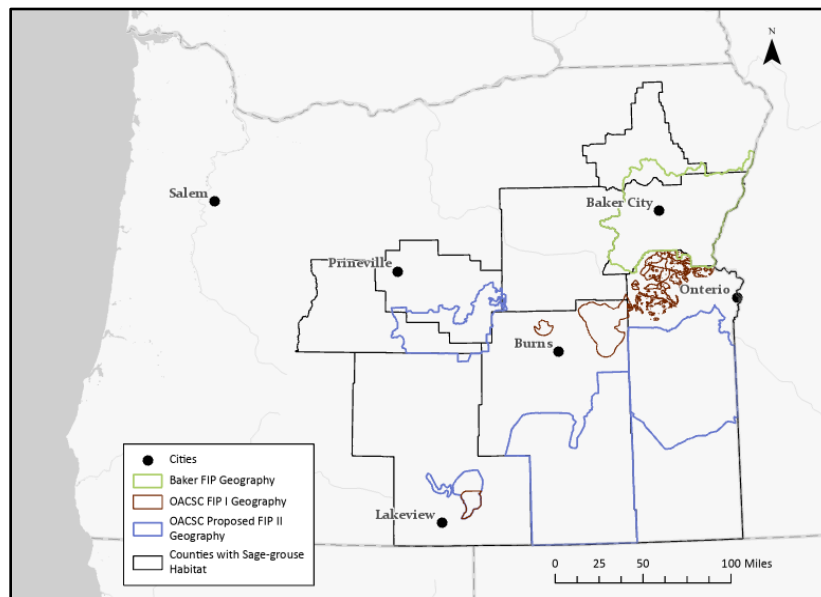 N
Salem
Baker City
Prineville
Onterio
Burns
Lakeview
Cities
Baker FIP Geography
OACSC FIP I Geography
OACSC Proposed FIP II
Geography
Counties with Sage-grouse
Habitat
0 25 50 100 Miles